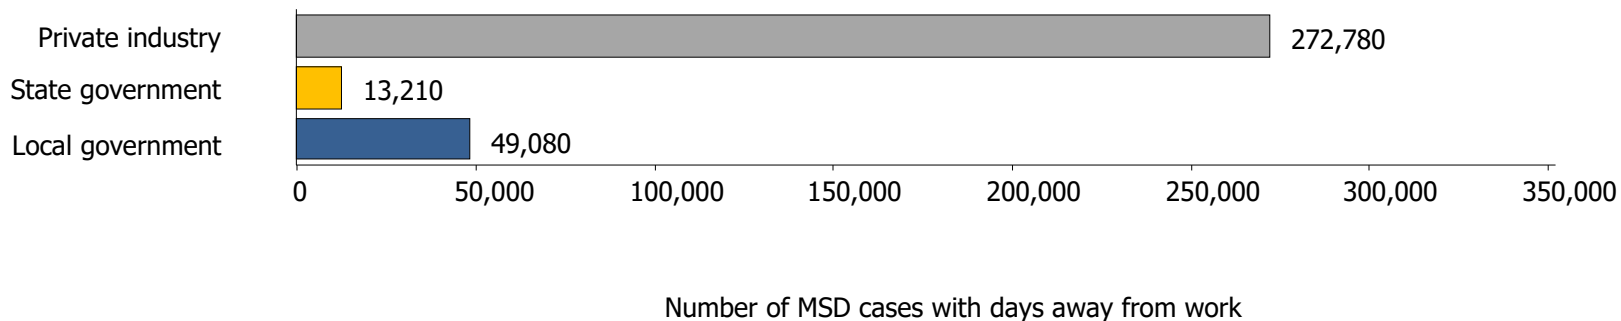 Private industry 272,780
State government 13,210
Local government 49,080
0 50,000 100,000 150,000 200,000 250,000 300,000 350,000
Number of MSD cases with days away from work